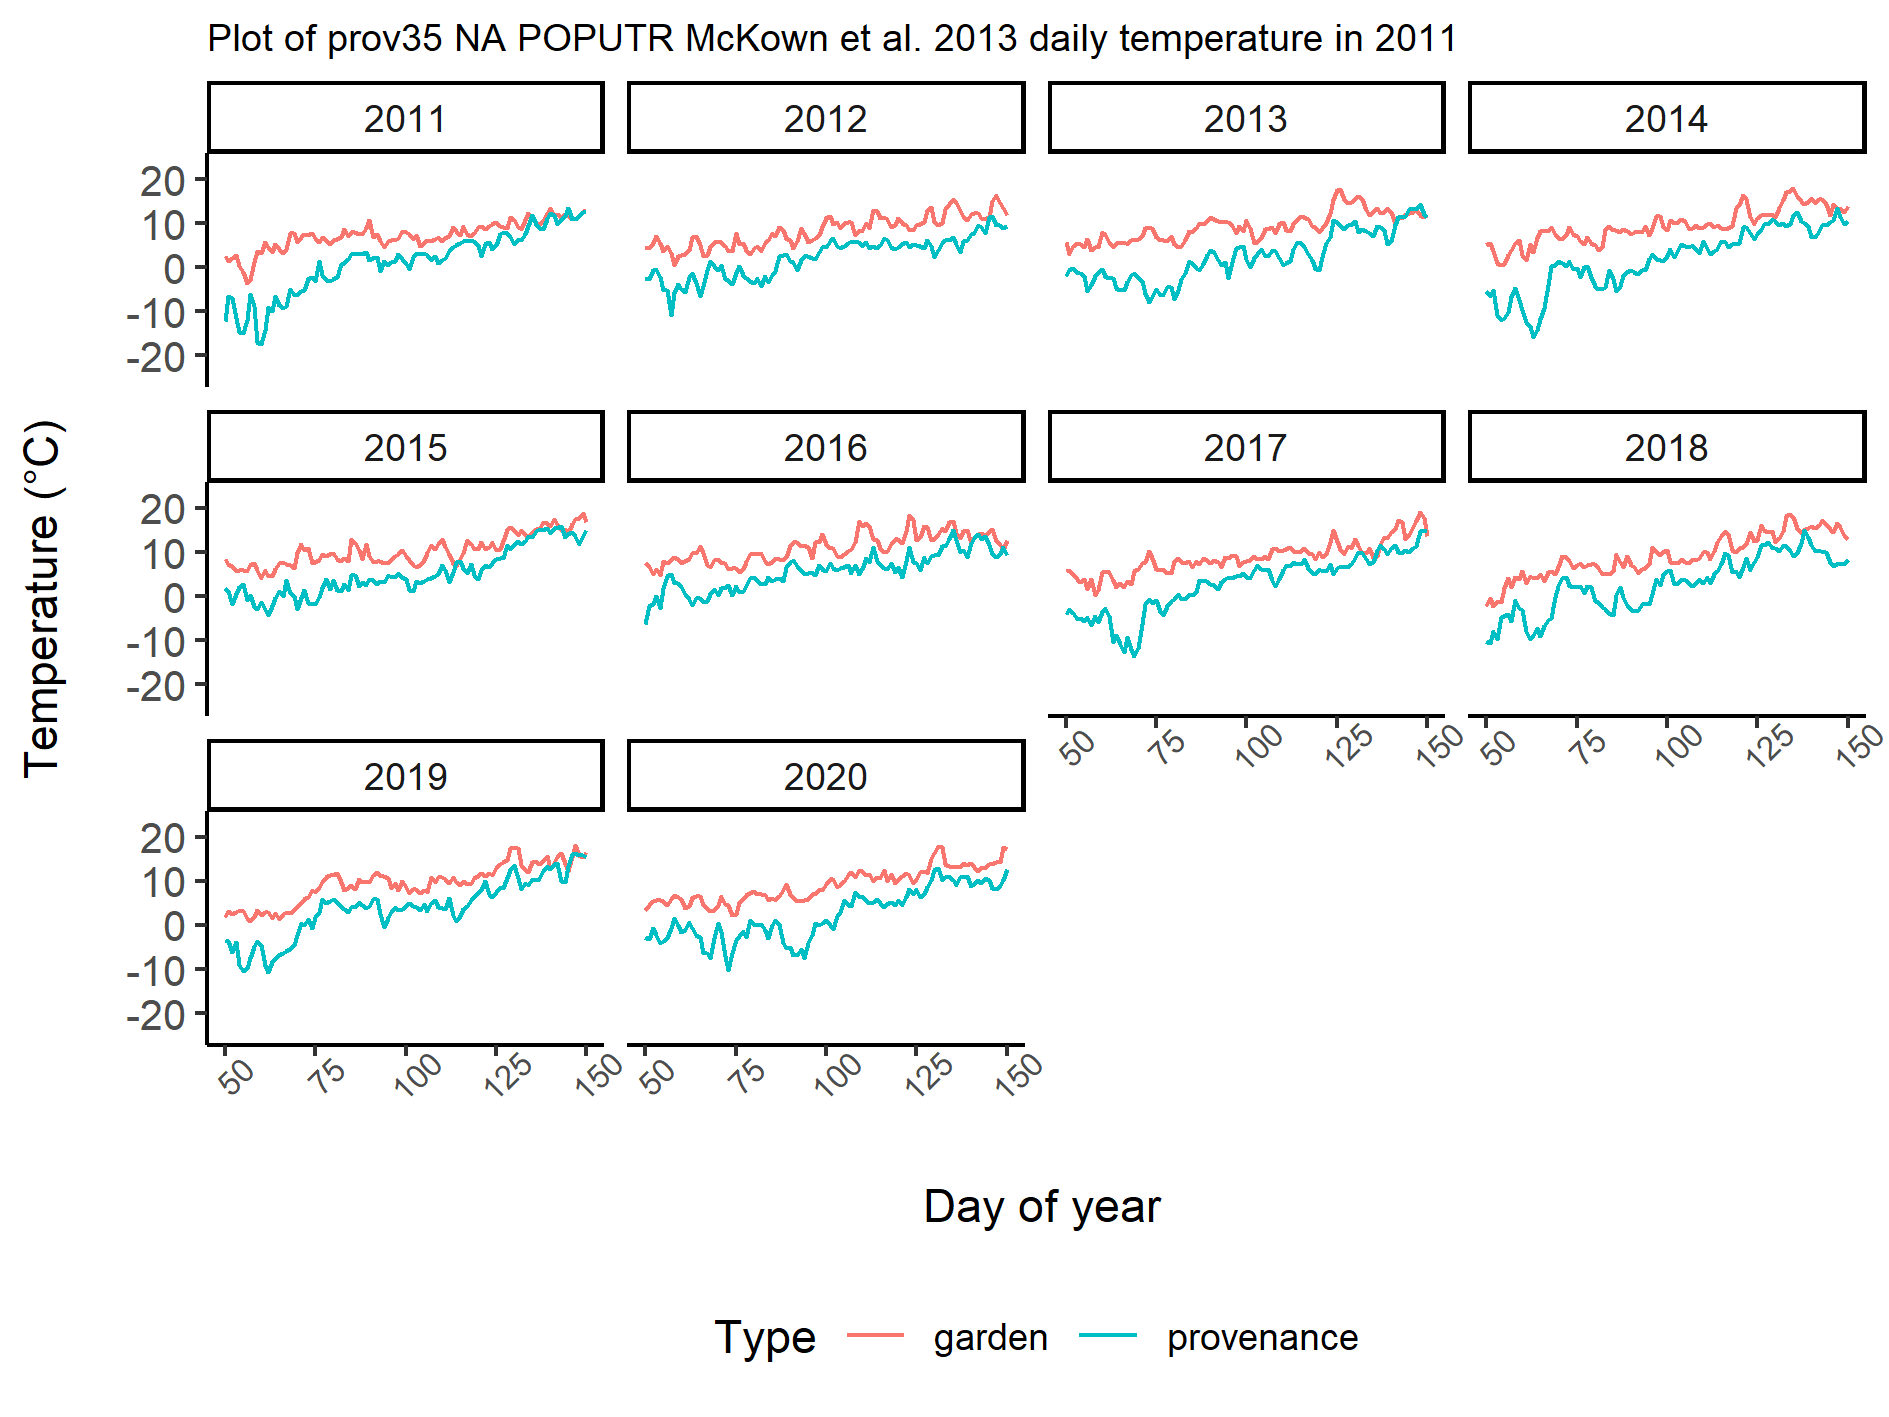 Plot of prov35 NA POPUTR McKown et al. 2013 daily temperature in 2011
2011 2012 2013 2014
20
10
0
-10
-20
2015 2016 2017 2018
20
10
0
-10
-20
50 75 100 125 150 50 75 100 125 150
2019 2020
20
10
0
-10
-20
50 75 100 125 150 50 75 100 125 150
Temperature (°C)
Day of year
Type garden provenance